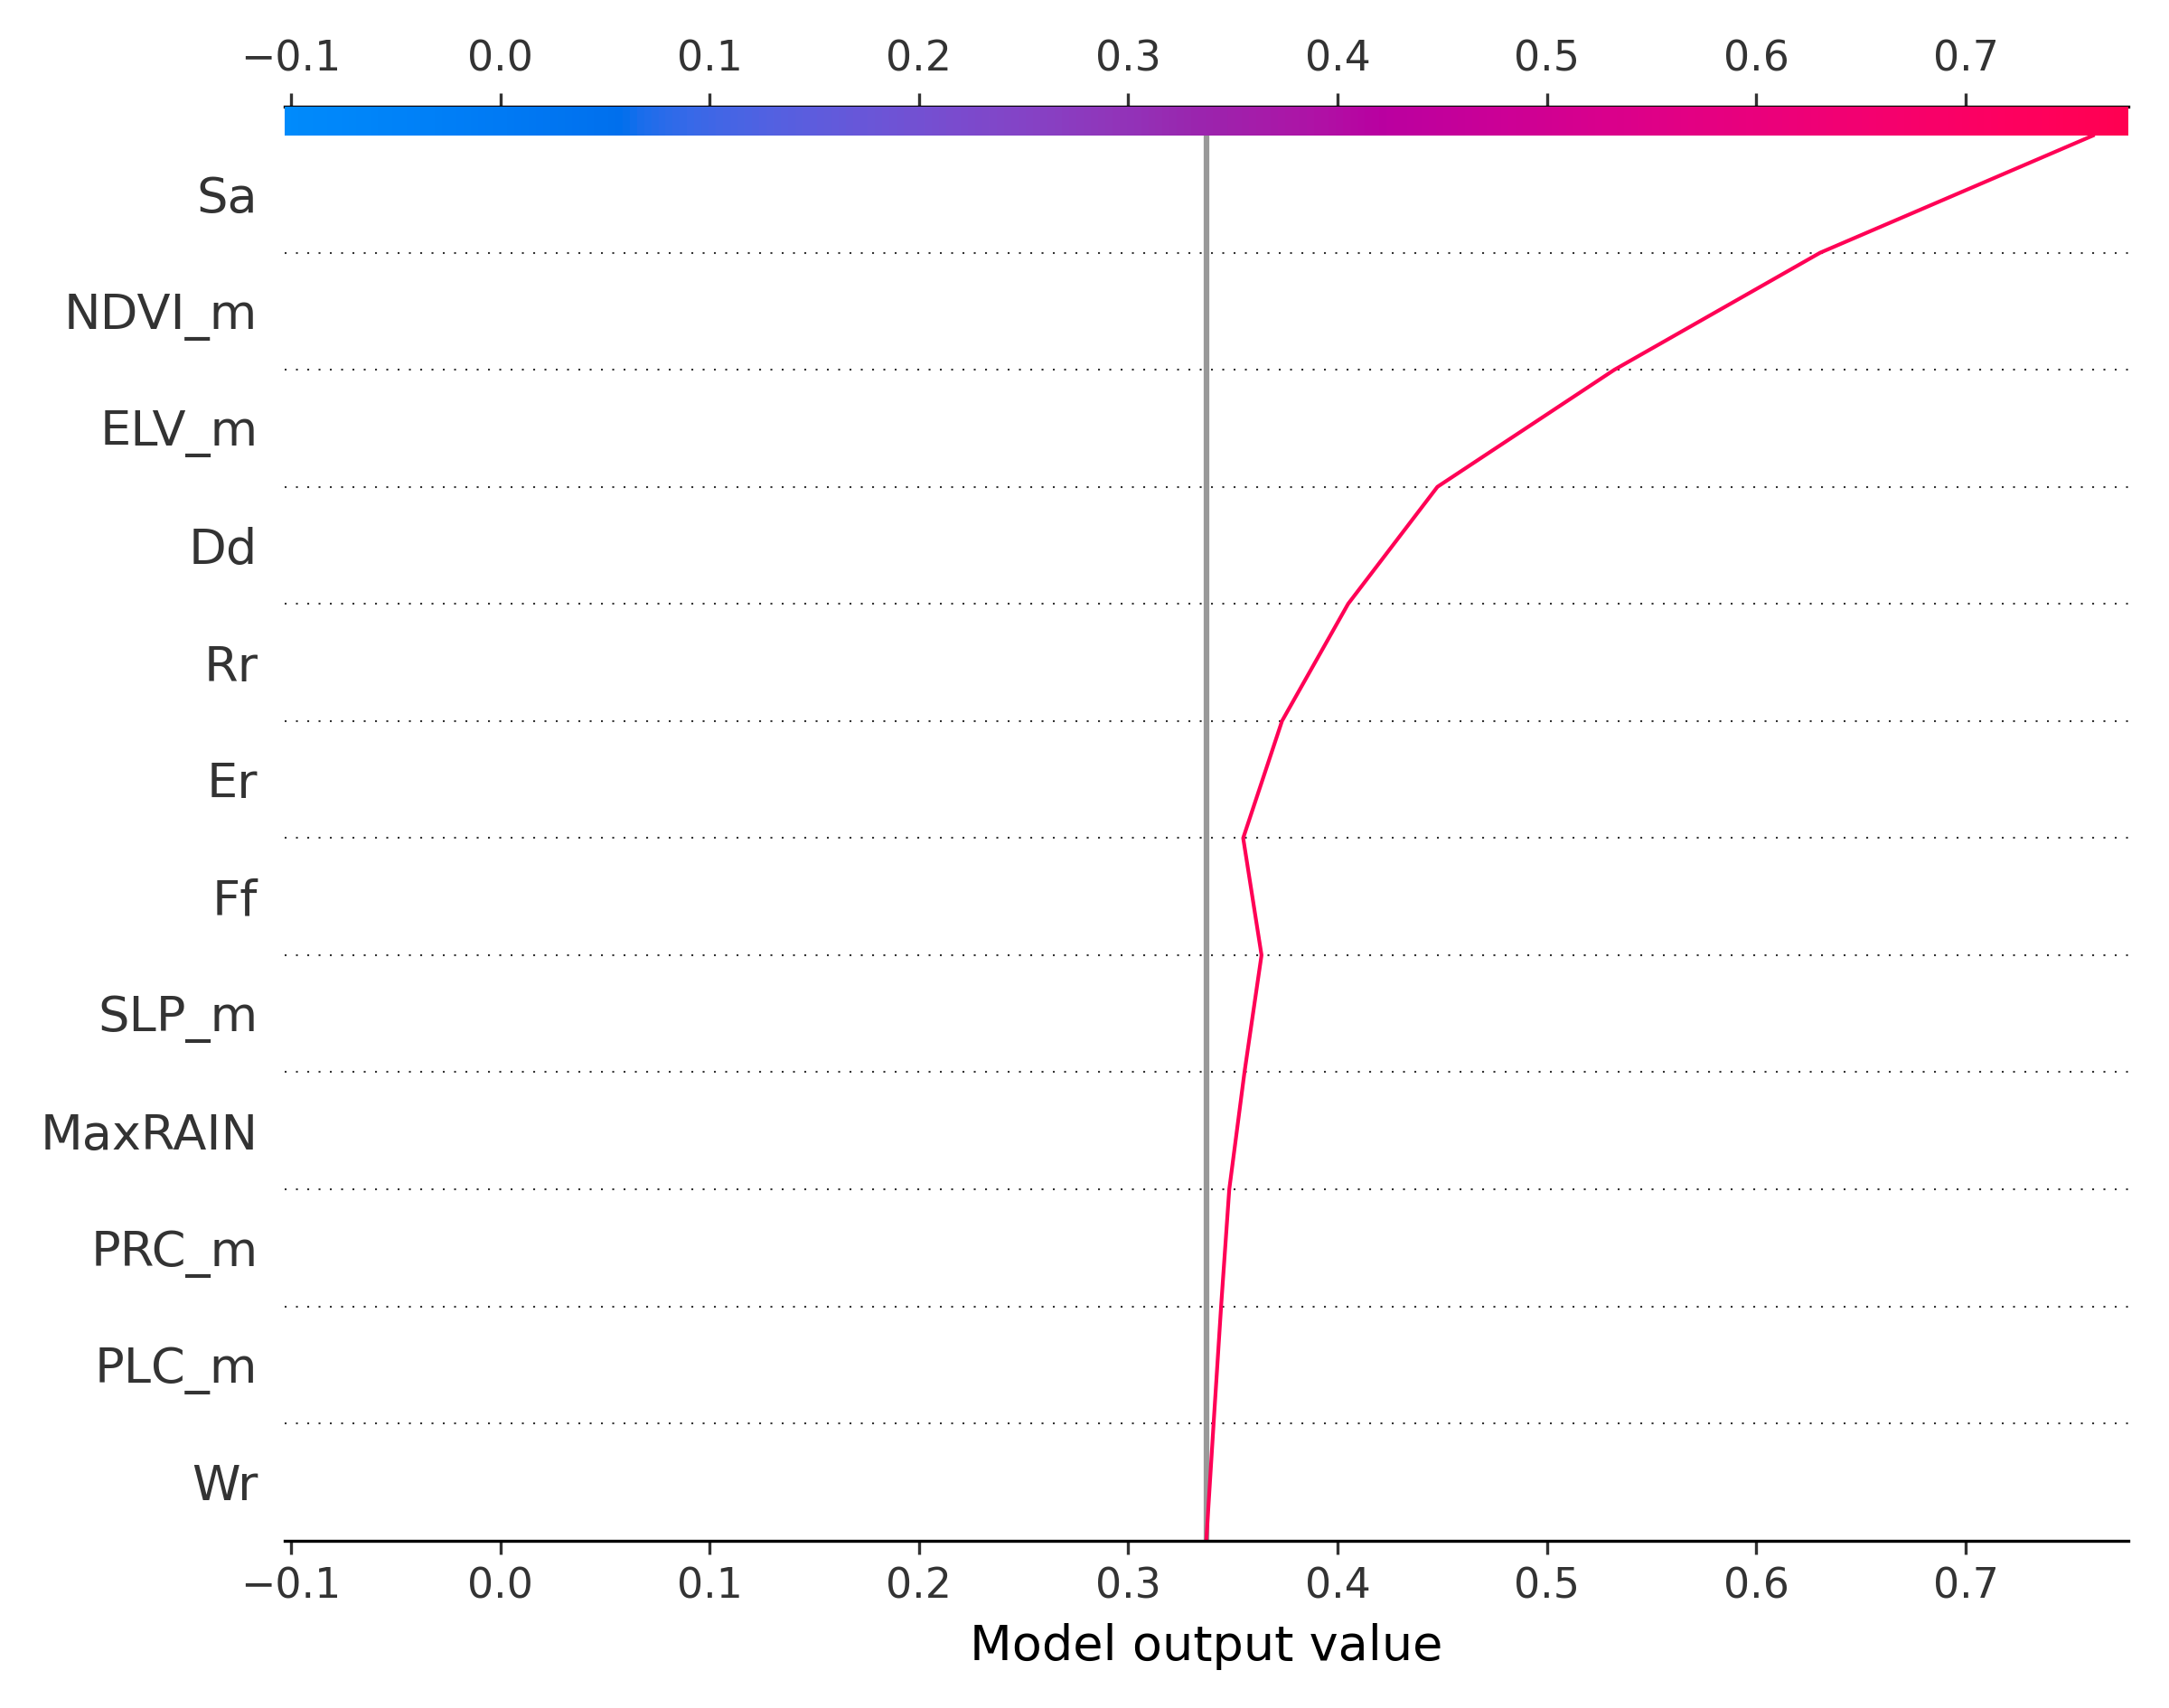 −0.1 0.0 0.1 0.2 0.3 0.4 0.5 0.6 0.7
Sa
NDVI_m
ELV_m
Dd
Rr
Er
Ff
SLP_m
MaxRAIN
PRC_m
PLC_m
Wr
−0.1 0.0 0.1 0.2 0.3 0.4 0.5 0.6 0.7
Model output value